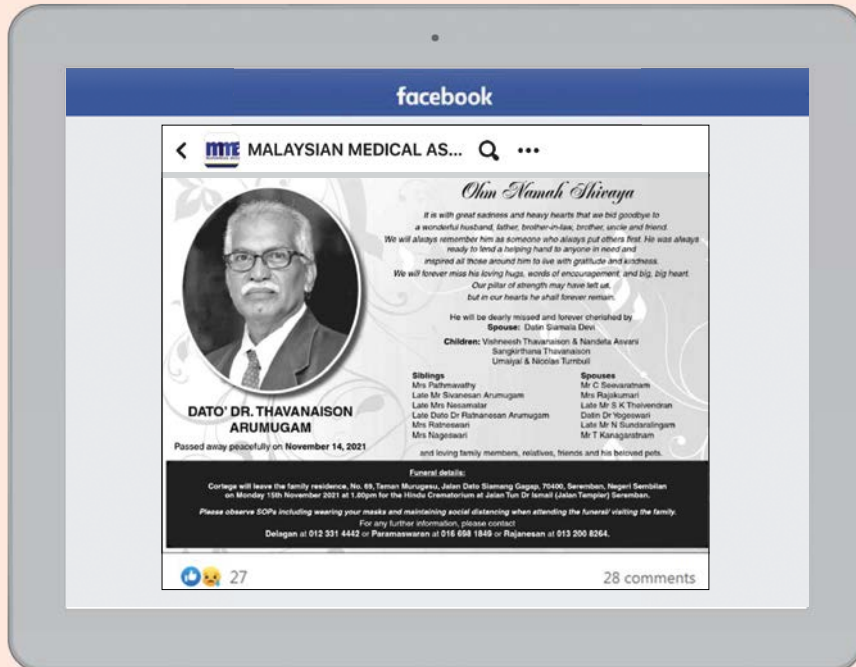 facebook
MALAYSIAN MEDICAL AS...
Ohm Namah Shivaya
It is with great sadness and heavy hearts that we bid goodbye to
a wonderful husband, father, brother-in-law, brother, uncle and friend.
We will always remember him as someone who always put others first. He was always
ready to lend a helping hand to anyone in need and
inspired all those around him to live with gratitude and kindness.
We will forever miss his loving hugs, words of encouragement, and big, big heart.
Our pillar of strength may have left us,
but in our hearts he shall forever remain.
He will be dearly missed and forever cherished by
Spouse: Datin Siamala Devi
Children: Vishneesh Thavanaison & Nandeta Asvani
Sangkirthana Thavanaison
Umaiyal & Nicolas Turnbull
Siblings
Mrs Pathmavathy
Late Mr Sivanesan Arumugam
Late Mrs Nesamalar
Late Dato Dr Ratnanesan Arumugam
Mrs Ratneswari
Mrs Nageswari
Spouses
Mr C Seevaratnam
Mrs Rajakumari
Late Mr S K Theivendran
Datin Dr Yogeswari
Late Mr N Sundaralingam
Mr T Kanagaratnam
and loving family members, relatives, friends and his beloved pets.
DATO' DR. THAVANAISON
ARUMUGAM
Passed away peacefully on November 14, 2021
Funeral details:
Cortege will leave the family residence, No. 69, Taman Murugesu, Jalan Dato Siamang Gagap, 70400, Seremban, Negeri Sembilan
on Monday 15th November 2021 at 1.00pm for the Hindu Crematorium at Jalan Tun Dr Ismail (Jalan Templer) Seremban.
Please observe SOPs including wearing your masks and maintaining social distancing when attending the funeral/ visiting the family.
For any further information, please contact
Delagan at 012 331 4442 or Paramaswaran at 016 698 1849 or Rajanesan at 013 200 8264.
27
28 comments